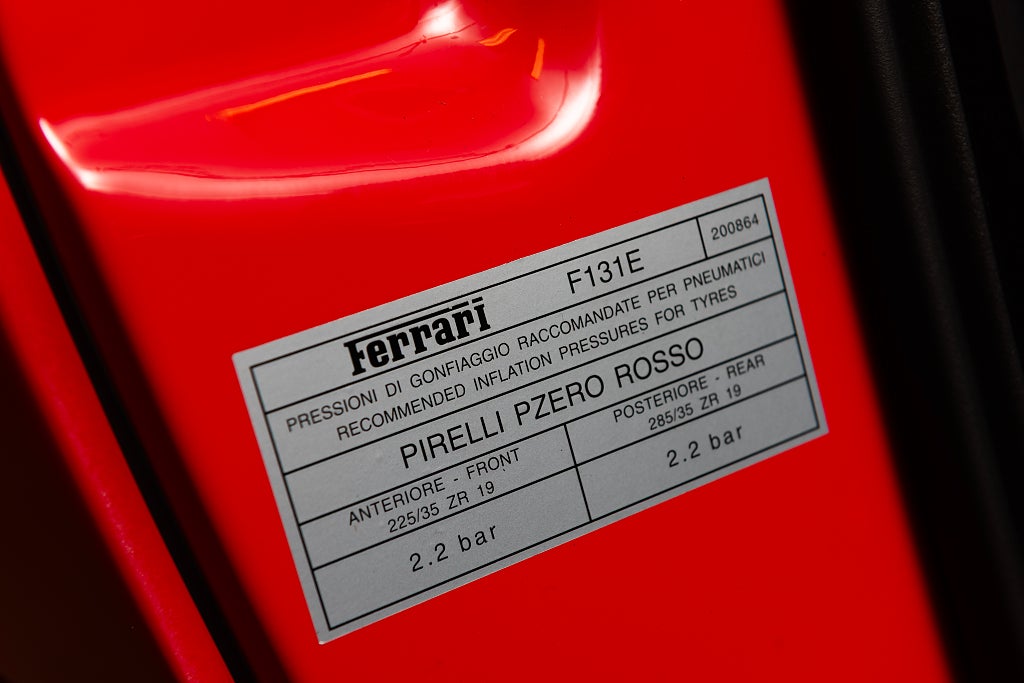 Ferrari F131E 200864
PRESSIONI DI GONFIAGGIO RACCOMANDATE PER PNEUMATICI
RECOMMENDED INFLATION PRESSURES FOR TYRES
PIRELLI PZERO ROSSO
ANTERIORE - FRONT
225/35 ZR 19
POSTERIORE - REAR
285/35 ZR 19
2.2 bar
2.2 bar